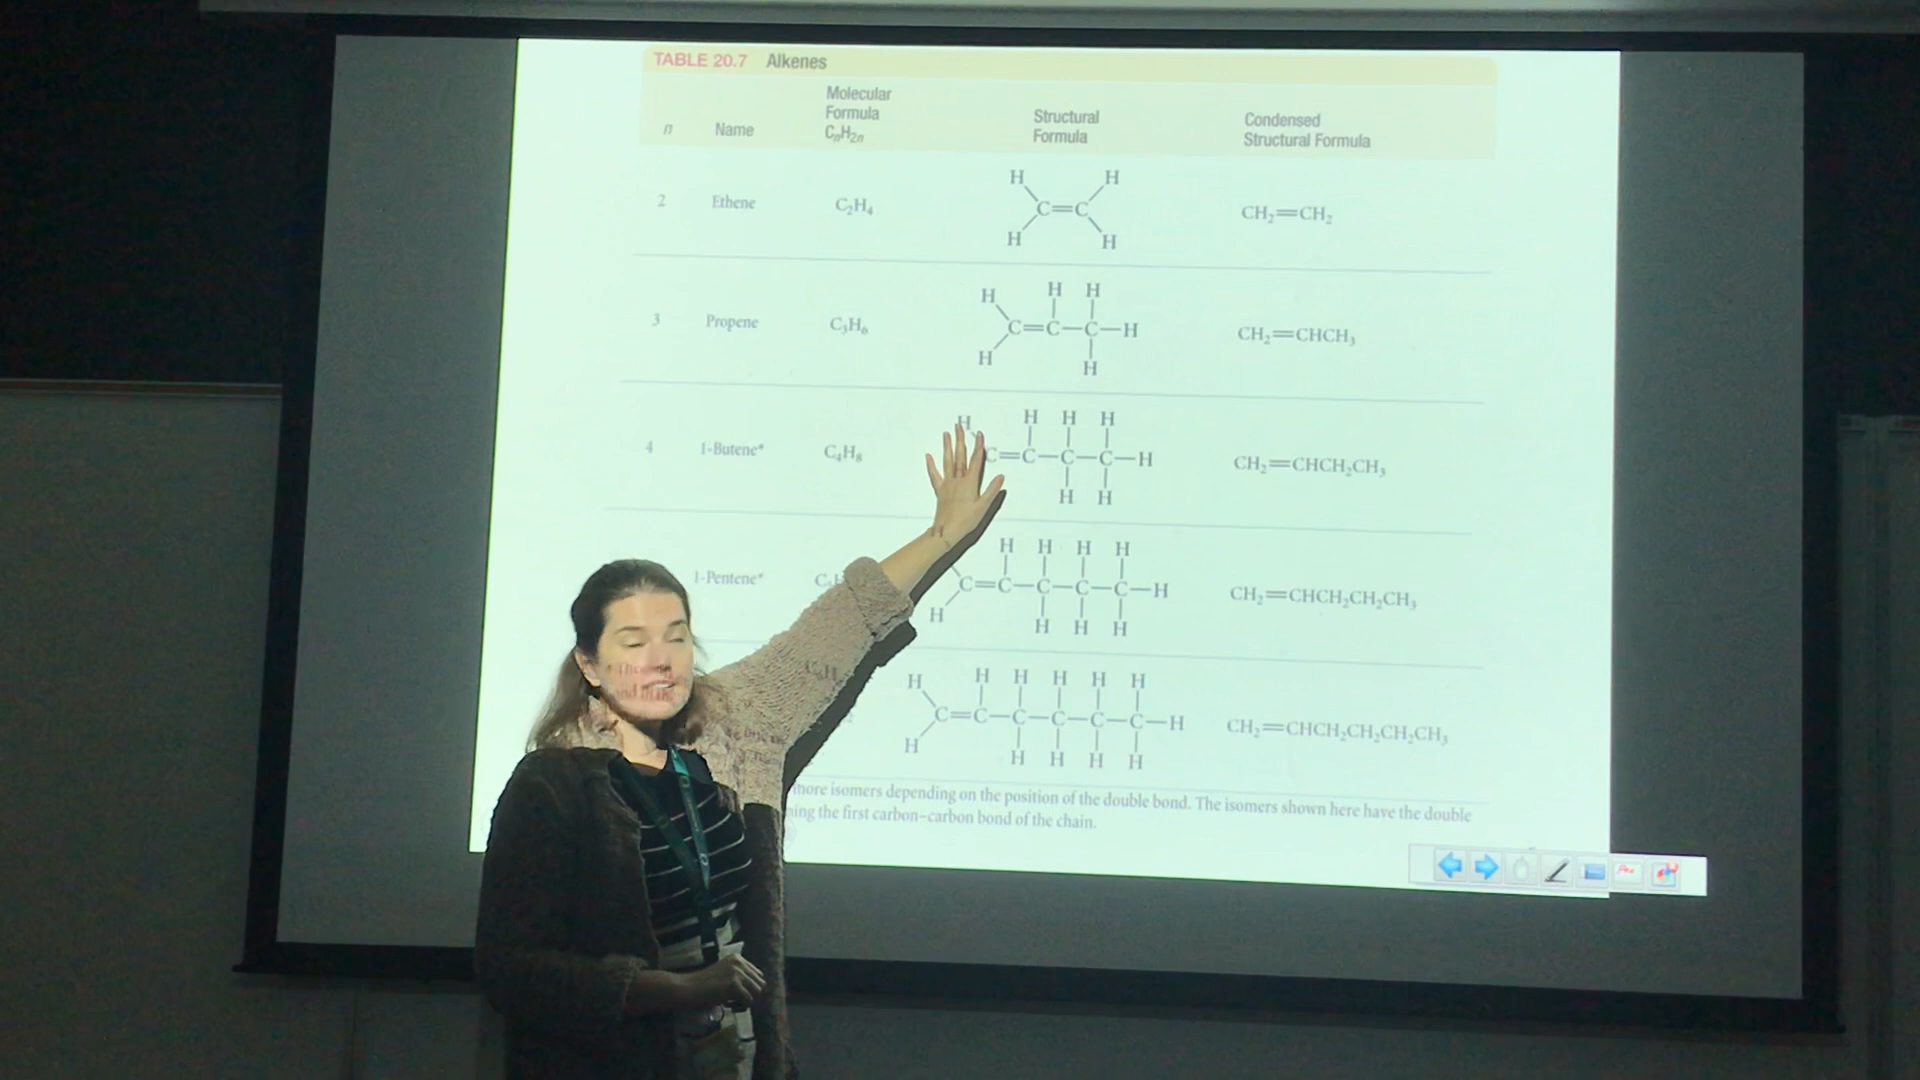 TABLE 20.7 Alkenes
n Name Molecular Formula CₙH₂ₙ Structural Formula Condensed Structural Formula
H H
2 Ethene C₂H₄ C=C CH₂=CH₂
H H
H H H
3 Propene C₃H₆ C=C—C—H CH₂=CHCH₃
H H
H H H H
4 1-Butene* C₄H₈ C=C—C—C—H CH₂=CHCH₂CH₃
H H H
H H H H H
1-Pentene* C=C—C—C—C—H CH₂=CHCH₂CH₂CH₃
H H H H
H H H H H H
C=C—C—C—C—C—H CH₂=CHCH₂CH₂CH₂CH₃
H H H H H
more isomers depending on the position of the double bond. The isomers shown here have the double
the first carbon–carbon bond of the chain.